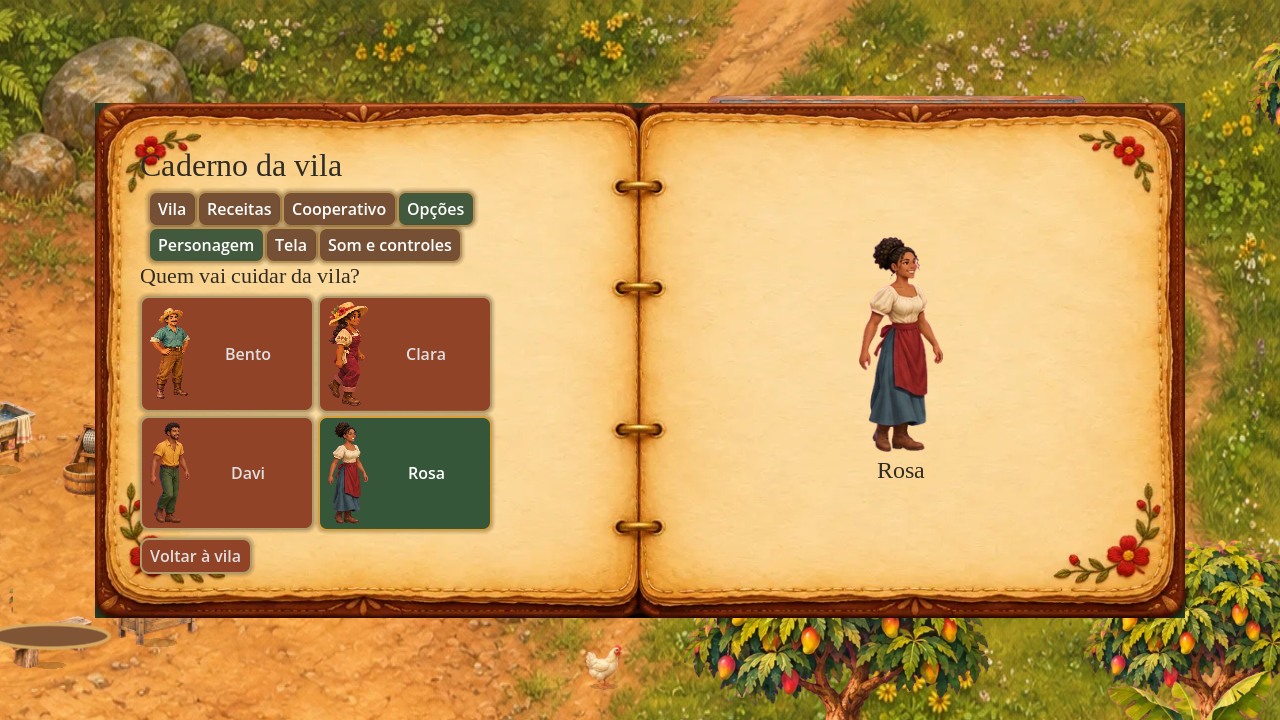 Caderno da vila
Vila Receitas Cooperativo Opções
Personagem Tela Som e controles
Quem vai cuidar da vila?
Bento Clara
Davi Rosa
Voltar à vila
Rosa